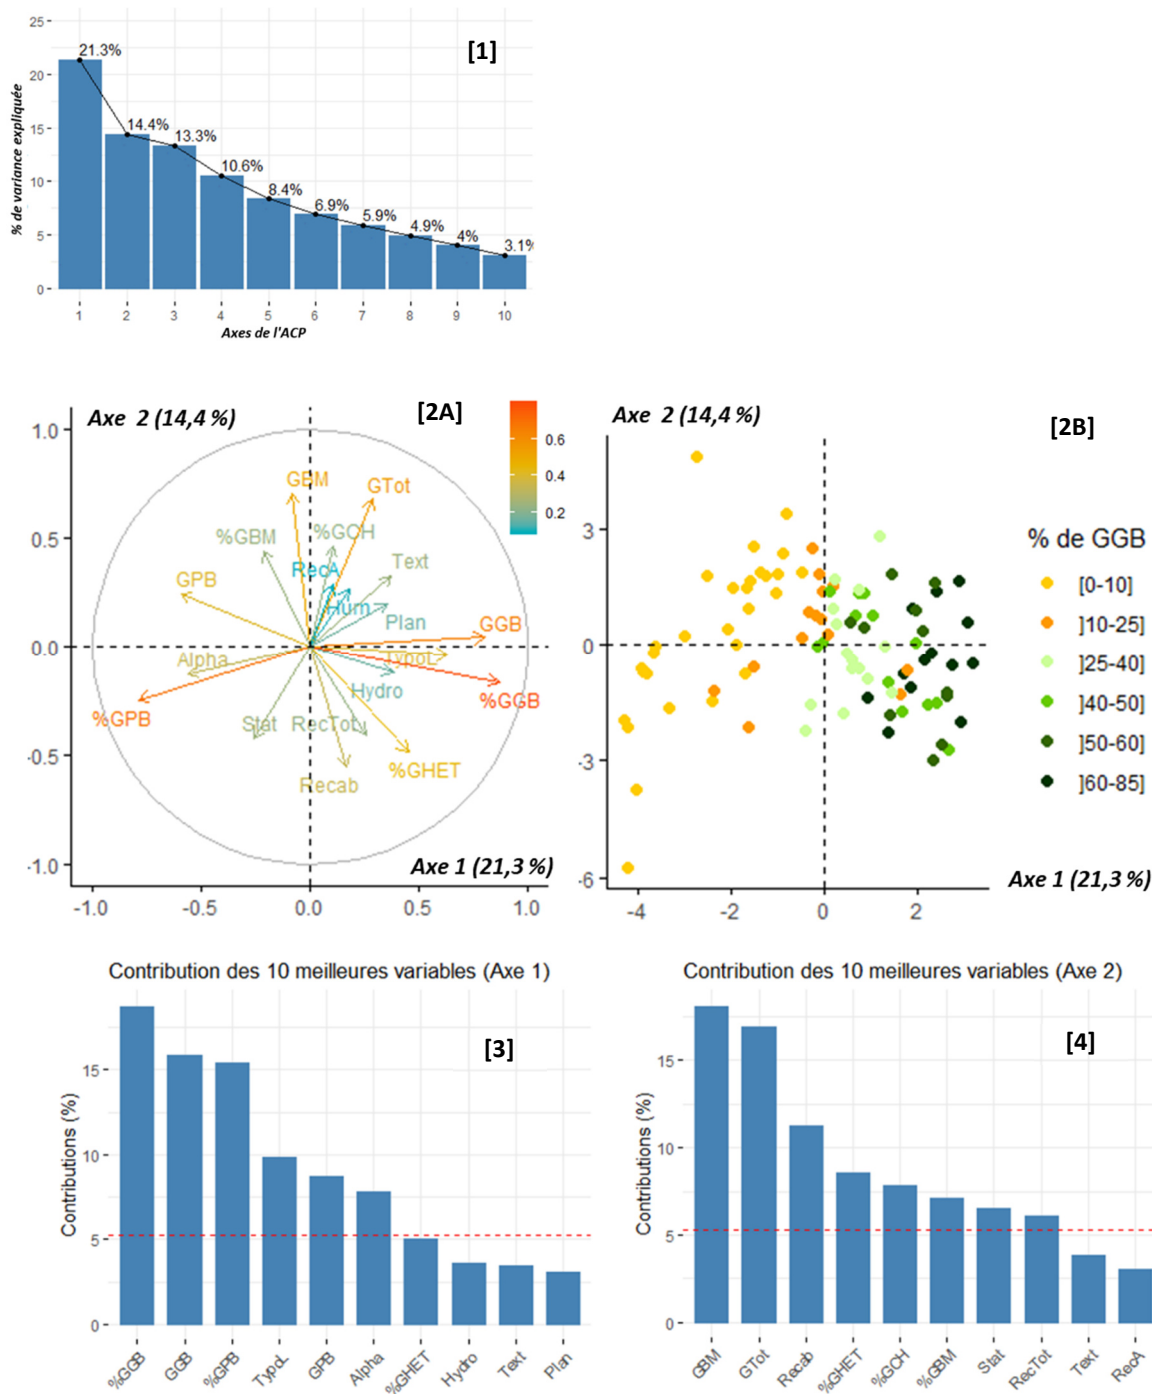 [1]
% de variance expliquée
25
20
15
10
5
0
21.3%
14.4%
13.3%
10.6%
8.4%
6.9%
5.9%
4.9%
4%
3.1%
1 2 3 4 5 6 7 8 9 10
Axes de l'ACP
Axe 2 (14,4 %)
[2A]
0.6
0.4
0.2
1.0
0.5
0.0
-0.5
-1.0
GBM
GTot
%GBM
%GCH
RecA
Text
GPB
Hum
Plan
GGB
Alpha
TypoL
Hydro
%GGB
%GPB
Stat
RecTot
%GHET
Recab
Axe 1 (21,3 %)
-1.0 -0.5 0.0 0.5 1.0
Axe 2 (14,4 %)
[2B]
3
0
-3
-6
% de GGB
[0-10]
]10-25]
]25-40]
]40-50]
]50-60]
]60-85]
Axe 1 (21,3 %)
-4 -2 0 2
Contribution des 10 meilleures variables (Axe 1)
[3]
Contributions (%)
15
10
5
0
%GGB GGB %GPB TypoL GPB Alpha %GHET Hydro Text Plan
Contribution des 10 meilleures variables (Axe 2)
[4]
Contributions (%)
15
10
5
0
GBM GTot Recab %GHET %GCH %GBM Stat RecTot Text RecA